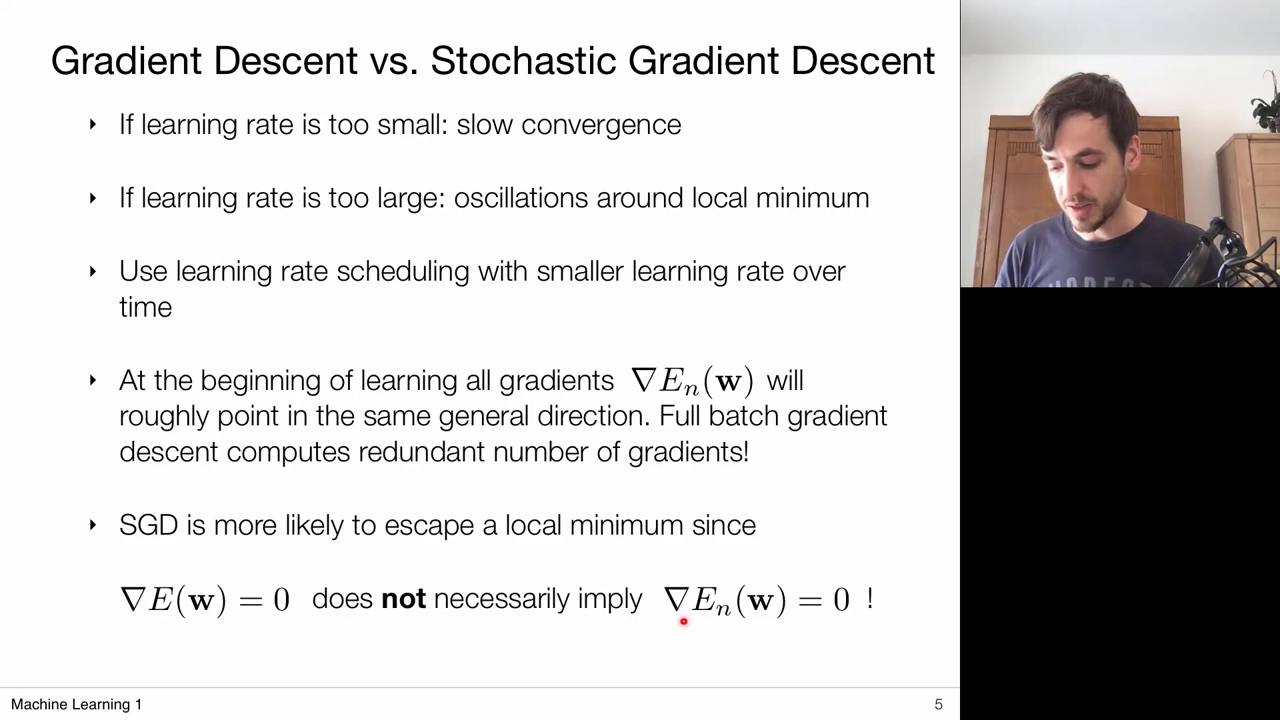 Gradient Descent vs. Stochastic Gradient Descent
‣ If learning rate is too small: slow convergence
‣ If learning rate is too large: oscillations around local minimum
‣ Use learning rate scheduling with smaller learning rate over
time
‣ At the beginning of learning all gradients ∇Eₙ(𝐰) will
roughly point in the same general direction. Full batch gradient
descent computes redundant number of gradients!
‣ SGD is more likely to escape a local minimum since
∇E(𝐰) = 0 does not necessarily imply ∇Eₙ(𝐰) = 0 !
Machine Learning 1
5